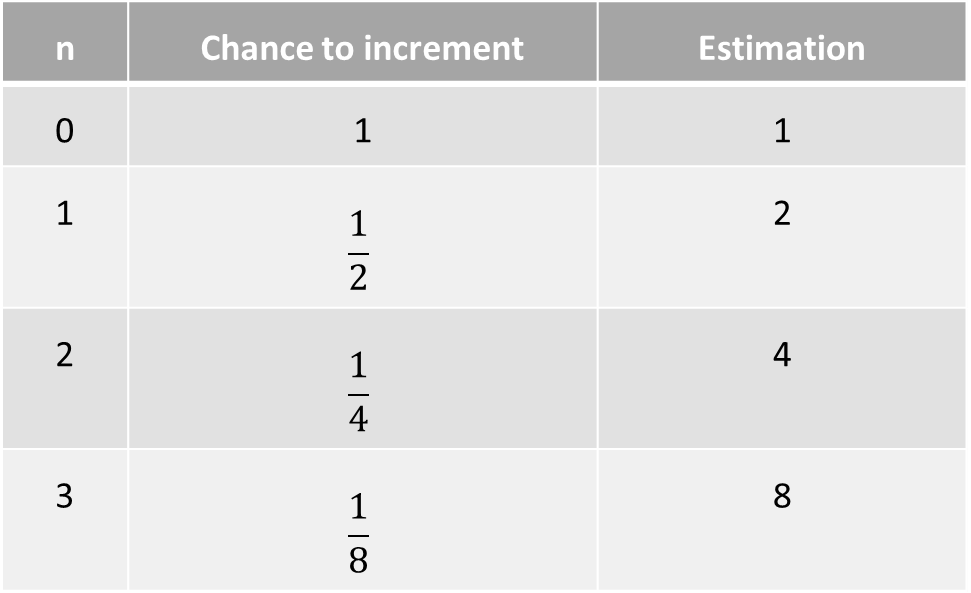 n Chance to increment Estimation
0 1 1
1 1/2 2
2 1/4 4
3 1/8 8